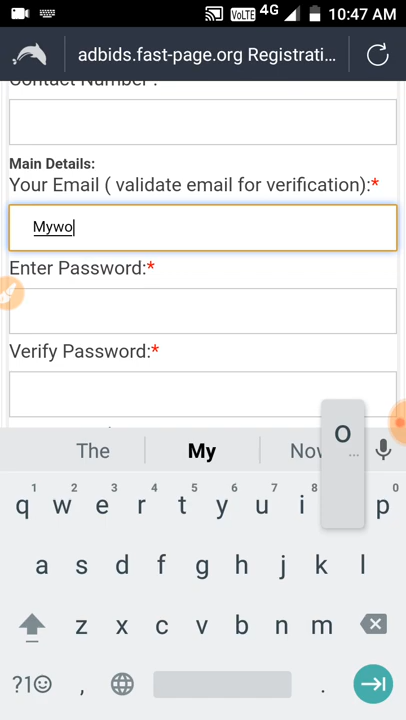 VoLTE 4G 10:47 AM
adbids.fast-page.org Registrati...
Contact Number :
Main Details:
Your Email ( validate email for verification):*
Mywo
Enter Password:*
Verify Password:*
o
...
The My Nov
1 2 3 4 5 6 7 8 0
q w e r t y u i p
a s d f g h j k l
z x c v b n m
?1☺ , .